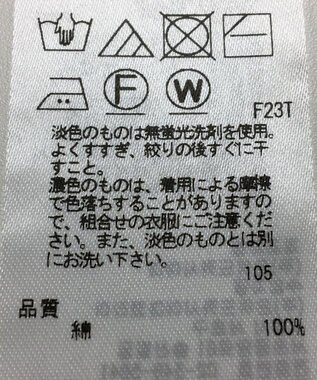 F W
F23T
淡色のものは無蛍光洗剤を使用。
よくすすぎ、絞りの後すぐに干
すこと。
濃色のものは、着用による摩擦
で色落ちすることがありますの
で、組合せの衣服にご注意くだ
さい。また、淡色のものとは別
にお洗い下さい。
105
品質
綿 100%